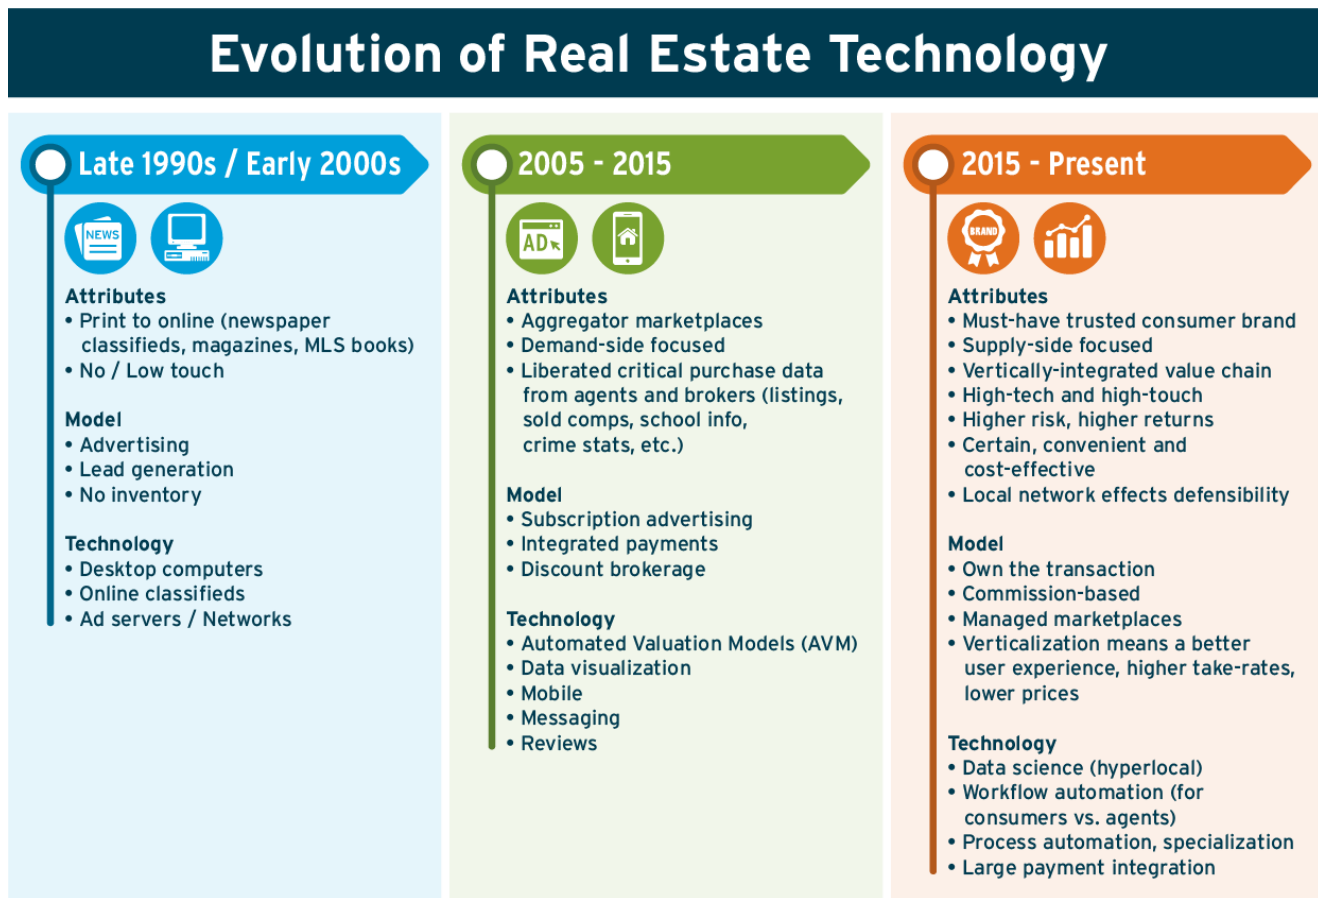 Evolution of Real Estate Technology
Late 1990s / Early 2000s
NEWS
Attributes
• Print to online (newspaper
classifieds, magazines, MLS books)
• No / Low touch
Model
• Advertising
• Lead generation
• No inventory
Technology
• Desktop computers
• Online classifieds
• Ad servers / Networks
2005 - 2015
AD
Attributes
• Aggregator marketplaces
• Demand-side focused
• Liberated critical purchase data
from agents and brokers (listings,
sold comps, school info,
crime stats, etc.)
Model
• Subscription advertising
• Integrated payments
• Discount brokerage
Technology
• Automated Valuation Models (AVM)
• Data visualization
• Mobile
• Messaging
• Reviews
2015 - Present
BRAND
Attributes
• Must-have trusted consumer brand
• Supply-side focused
• Vertically-integrated value chain
• High-tech and high-touch
• Higher risk, higher returns
• Certain, convenient and
cost-effective
• Local network effects defensibility
Model
• Own the transaction
• Commission-based
• Managed marketplaces
• Verticalization means a better
user experience, higher take-rates,
lower prices
Technology
• Data science (hyperlocal)
• Workflow automation (for
consumers vs. agents)
• Process automation, specialization
• Large payment integration